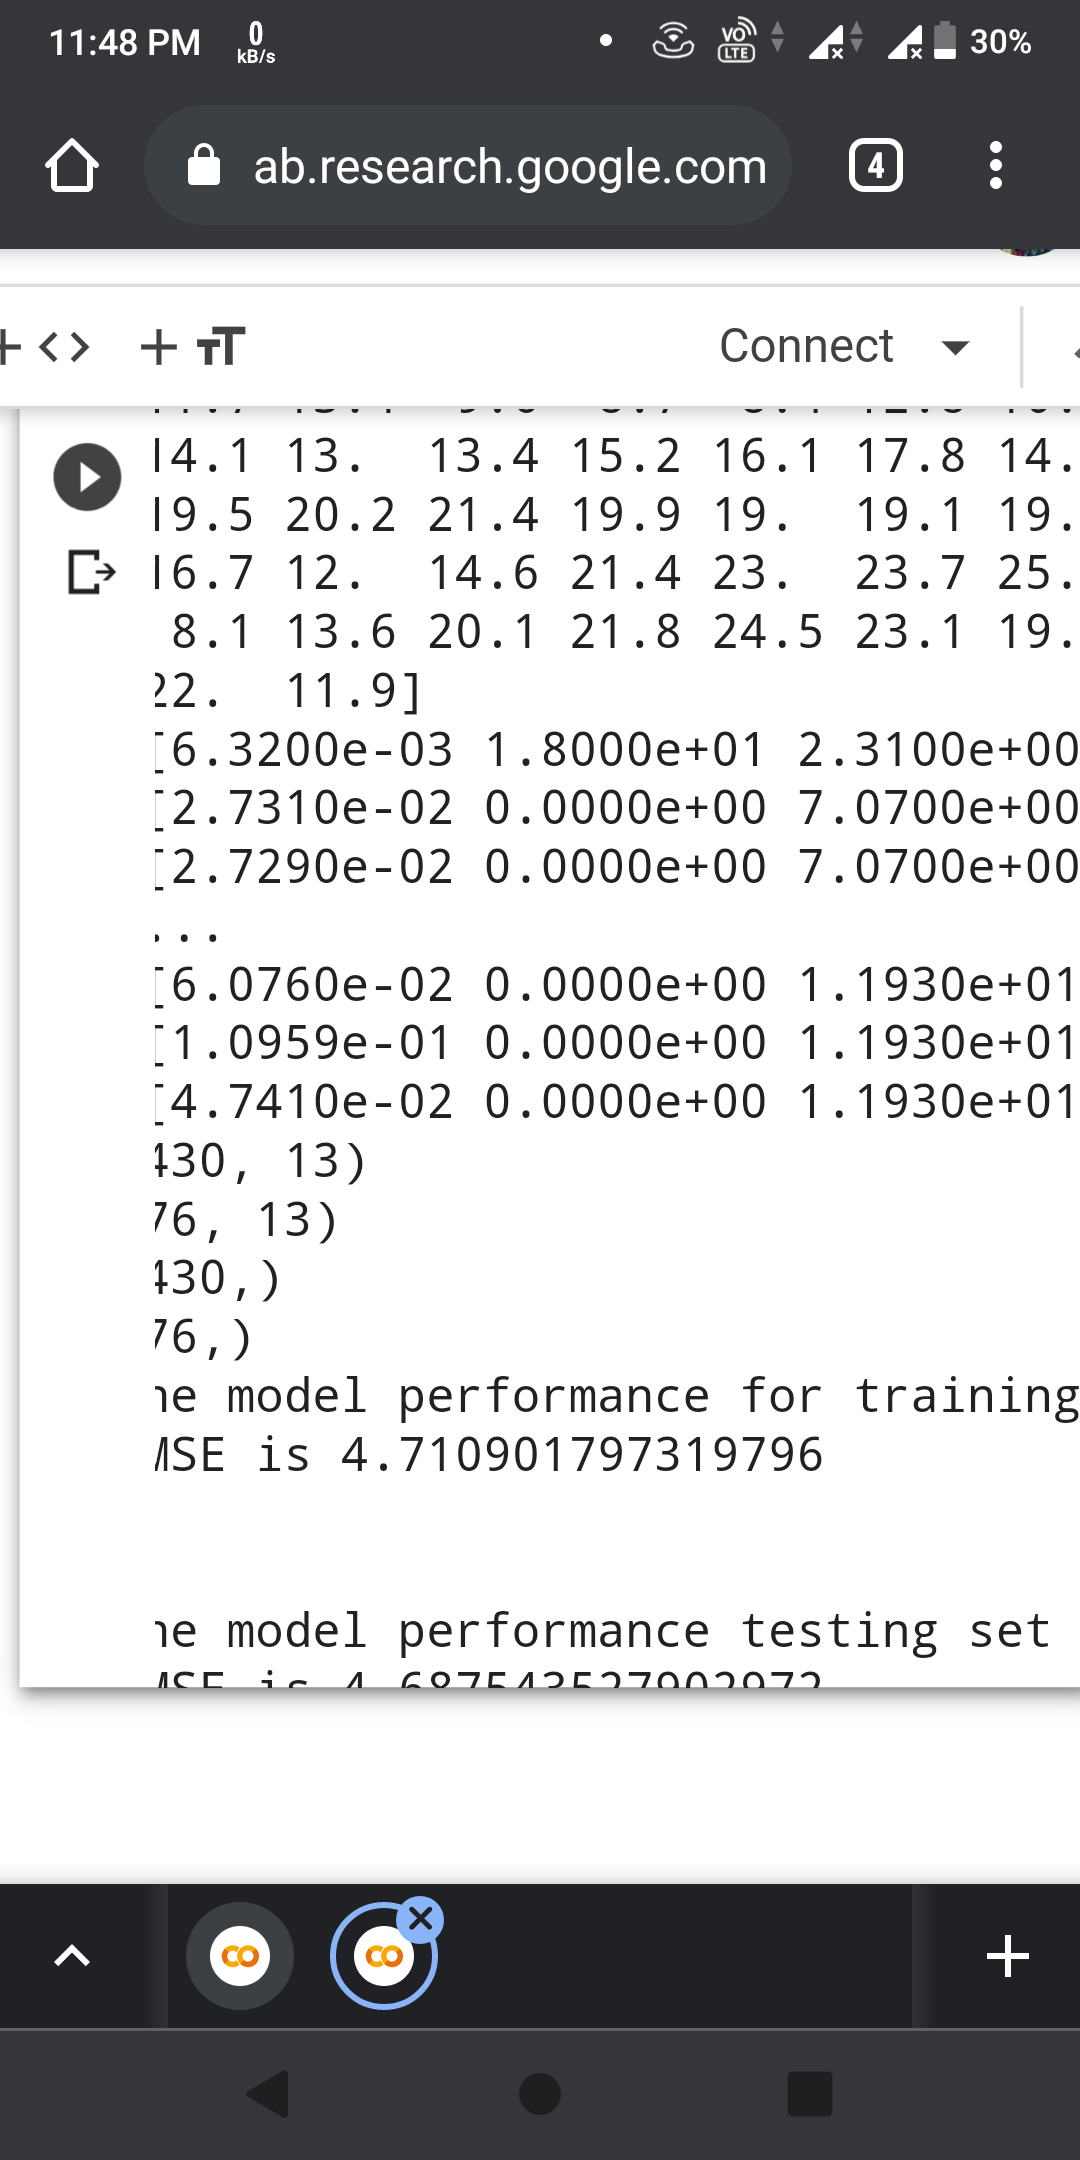 11:48 PM 0 kB/s VO LTE 30%
ab.research.google.com 4
+ <> + TT Connect
14.1 13. 13.4 15.2 16.1 17.8 14.
19.5 20.2 21.4 19.9 19. 19.1 19.
16.7 12. 14.6 21.4 23. 23.7 25.
8.1 13.6 20.1 21.8 24.5 23.1 19.
22. 11.9]
[6.3200e-03 1.8000e+01 2.3100e+00
[2.7310e-02 0.0000e+00 7.0700e+00
[2.7290e-02 0.0000e+00 7.0700e+00
...
[6.0760e-02 0.0000e+00 1.1930e+01
[1.0959e-01 0.0000e+00 1.1930e+01
[4.7410e-02 0.0000e+00 1.1930e+01
430, 13)
76, 13)
430,)
76,)
he model performance for training
MSE is 4.710901797319796
he model performance testing set
MSE is 4.687543527902972